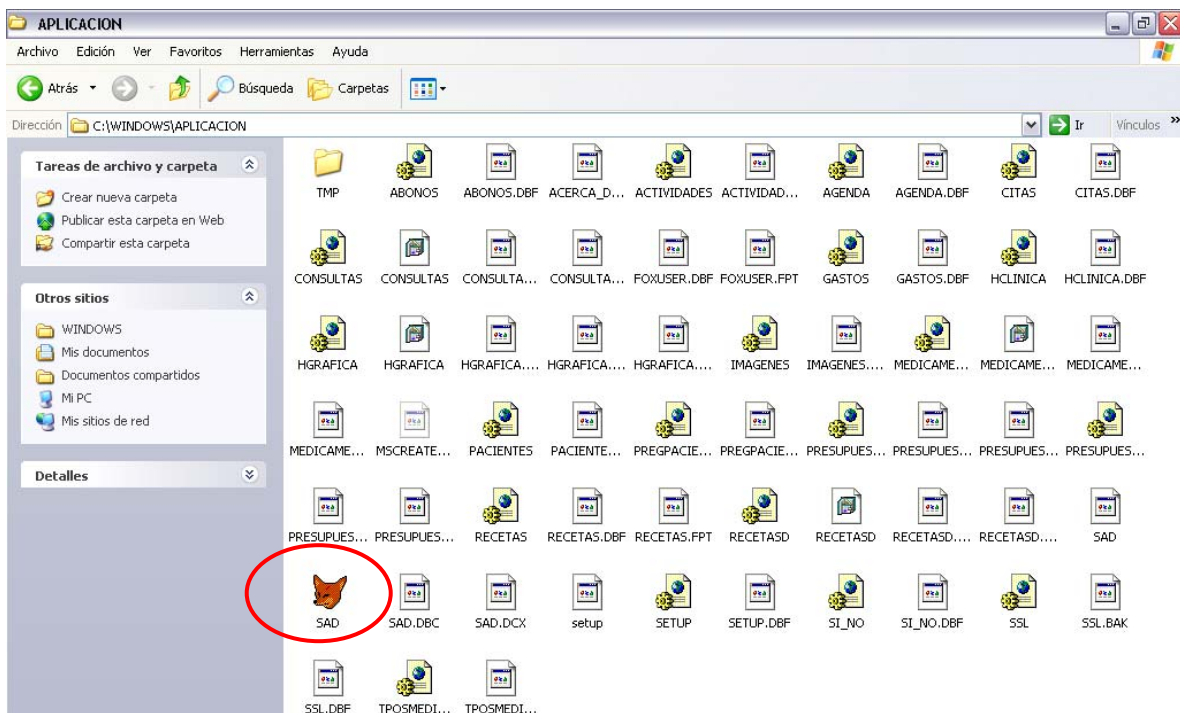 APLICACION
Archivo Edición Ver Favoritos Herramientas Ayuda
Atrás Búsqueda Carpetas
Dirección C:\WINDOWS\APLICACION Ir Vínculos »
Tareas de archivo y carpeta
Crear nueva carpeta
Publicar esta carpeta en Web
Compartir esta carpeta
Otros sitios
WINDOWS
Mis documentos
Documentos compartidos
Mi PC
Mis sitios de red
Detalles
TMP ABONOS ABONOS.DBF ACERCA_D... ACTIVIDADES ACTIVIDAD... AGENDA AGENDA.DBF CITAS CITAS.DBF
CONSULTAS CONSULTAS CONSULTA... CONSULTA... FOXUSER.DBF FOXUSER.FPT GASTOS GASTOS.DBF HCLINICA HCLINICA.DBF
HGRAFICA HGRAFICA HGRAFICA.... HGRAFICA.... HGRAFICA.... IMAGENES IMAGENES.... MEDICAME... MEDICAME... MEDICAME...
MEDICAME... MSCREATE... PACIENTES PACIENTE... PREGPACIE... PREGPACIE... PRESUPUES... PRESUPUES... PRESUPUES... PRESUPUES...
PRESUPUES... PRESUPUES... RECETAS RECETAS.DBF RECETAS.FPT RECETASD RECETASD RECETASD.... RECETASD.... SAD
SAD SAD.DBC SAD.DCX setup SETUP SETUP.DBF SI_NO SI_NO.DBF SSL SSL.BAK
SSL.DBF TPOSMEDI... TPOSMEDI...